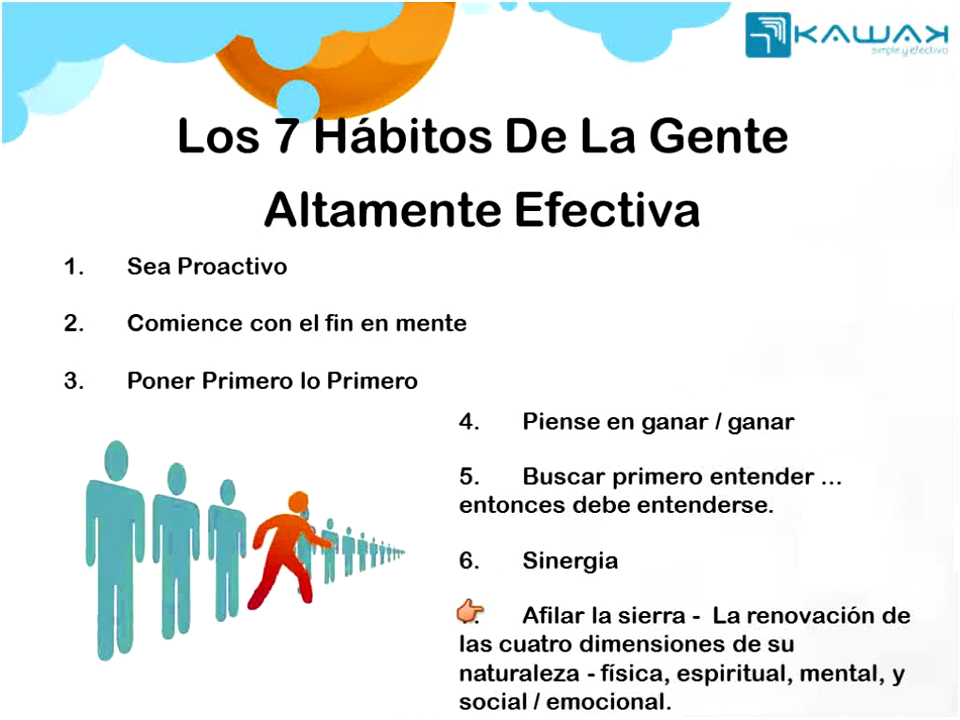 KAWAK
simple y efectivo
Los 7 Hábitos De La Gente
Altamente Efectiva
1. Sea Proactivo
2. Comience con el fin en mente
3. Poner Primero lo Primero
4. Piense en ganar / ganar
5. Buscar primero entender ...
entonces debe entenderse.
6. Sinergia
Afilar la sierra - La renovación de
las cuatro dimensiones de su
naturaleza - física, espiritual, mental, y
social / emocional.